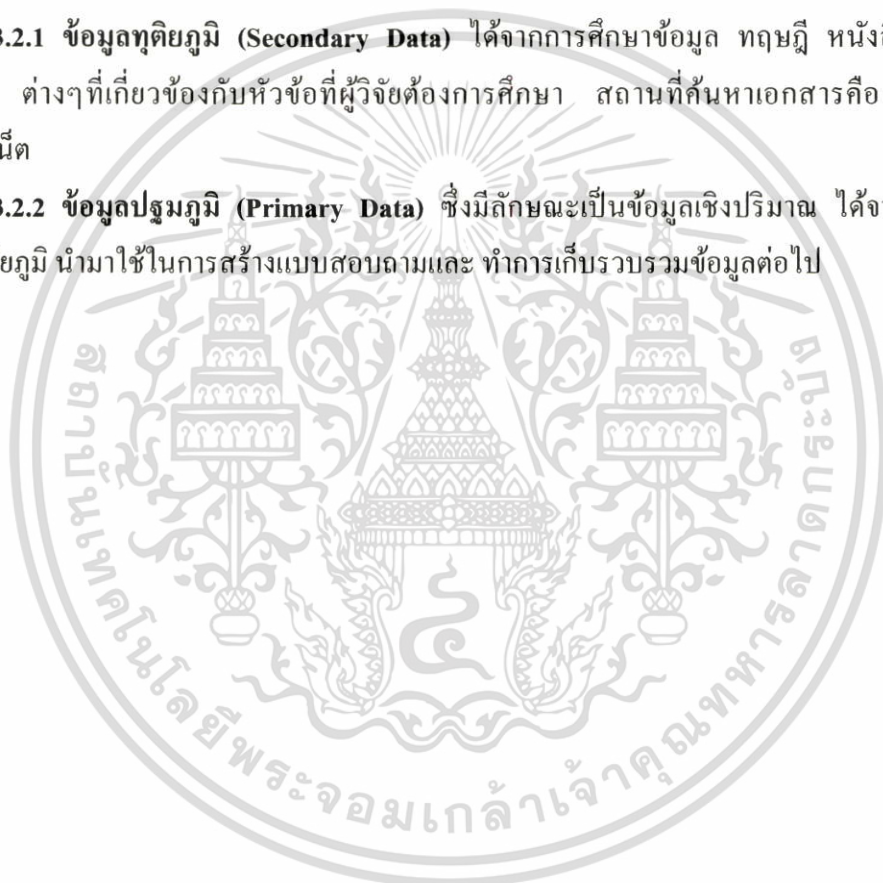 3.2.1 ข้อมูลทุติยภูมิ (Secondary Data) ได้จากการศึกษาข้อมูล ทฤษฎี
ต่างๆที่เกี่ยวข้องกับหัวข้อที่ผู้วิจัยต้องการศึกษา สถานที่ค้นหาเอกสารคือ
น็ต
3.2.2 ข้อมูลปฐมภูมิ (Primary Data) ซึ่งมีลักษณะเป็นข้อมูลเชิงปริมาณ
ยภูมิ นำมาใช้ในการสร้างแบบสอบถามและ ทำการเก็บรวบรวมข้อมูลต่อไป
สถาบันเทคโนโลยีพระจอมเกล้าเจ้าคุณทหารลาดกระบัง